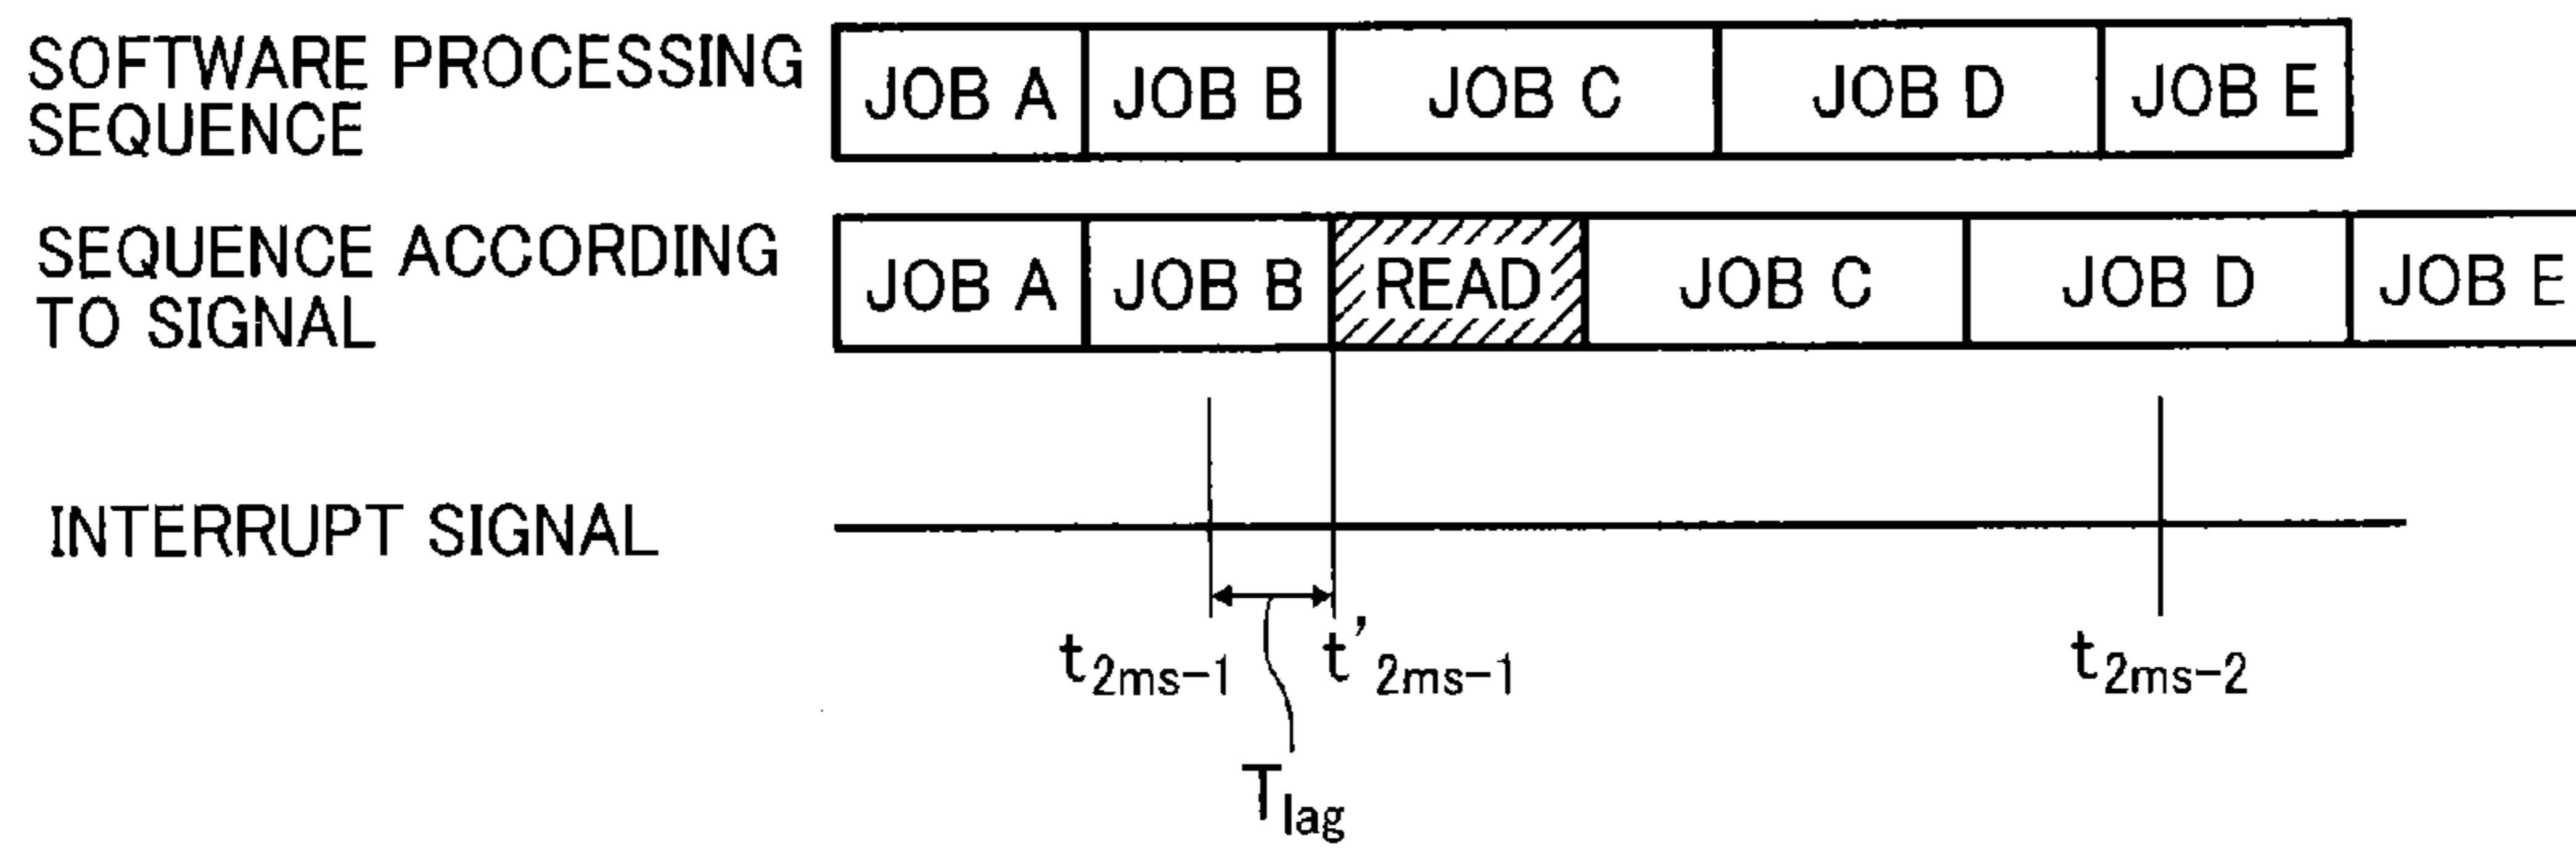 SOFTWARE PROCESSING
SEQUENCE
JOB A JOB B JOB C JOB D JOB E
SEQUENCE ACCORDING
TO SIGNAL
JOB A JOB B READ JOB C JOB D JOB E
INTERRUPT SIGNAL
t2ms-1 t'2ms-1 t2ms-2
Tlag